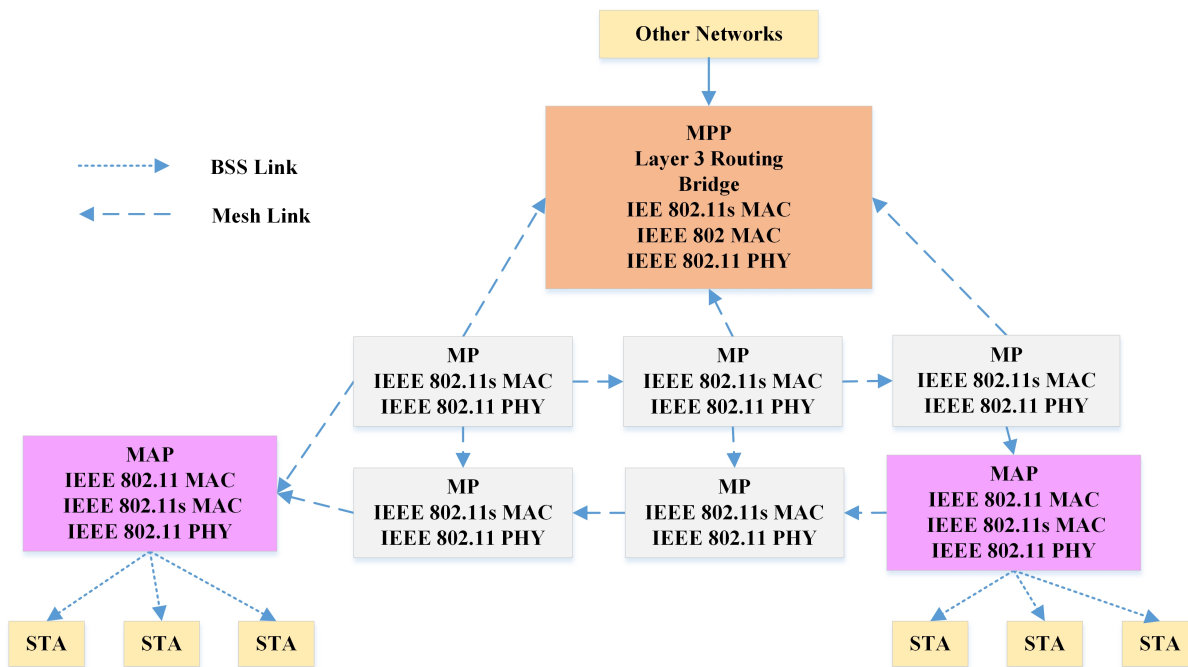 Other Networks
MPP
Layer 3 Routing
Bridge
IEE 802.11s MAC
IEEE 802 MAC
IEEE 802.11 PHY
BSS Link
Mesh Link
MP
IEEE 802.11s MAC
IEEE 802.11 PHY
MP
IEEE 802.11s MAC
IEEE 802.11 PHY
MP
IEEE 802.11s MAC
IEEE 802.11 PHY
MAP
IEEE 802.11 MAC
IEEE 802.11s MAC
IEEE 802.11 PHY
MP
IEEE 802.11s MAC
IEEE 802.11 PHY
MP
IEEE 802.11s MAC
IEEE 802.11 PHY
MAP
IEEE 802.11 MAC
IEEE 802.11s MAC
IEEE 802.11 PHY
STA
STA
STA
STA
STA
STA